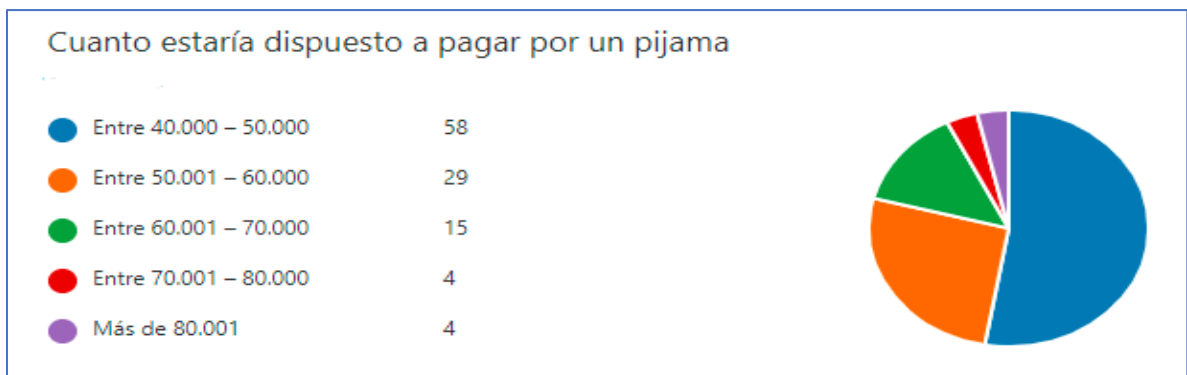 Cuanto estaría dispuesto a pagar por un pijama
Entre 40.000 – 50.000 58
Entre 50.001 – 60.000 29
Entre 60.001 – 70.000 15
Entre 70.001 – 80.000 4
Más de 80.001 4